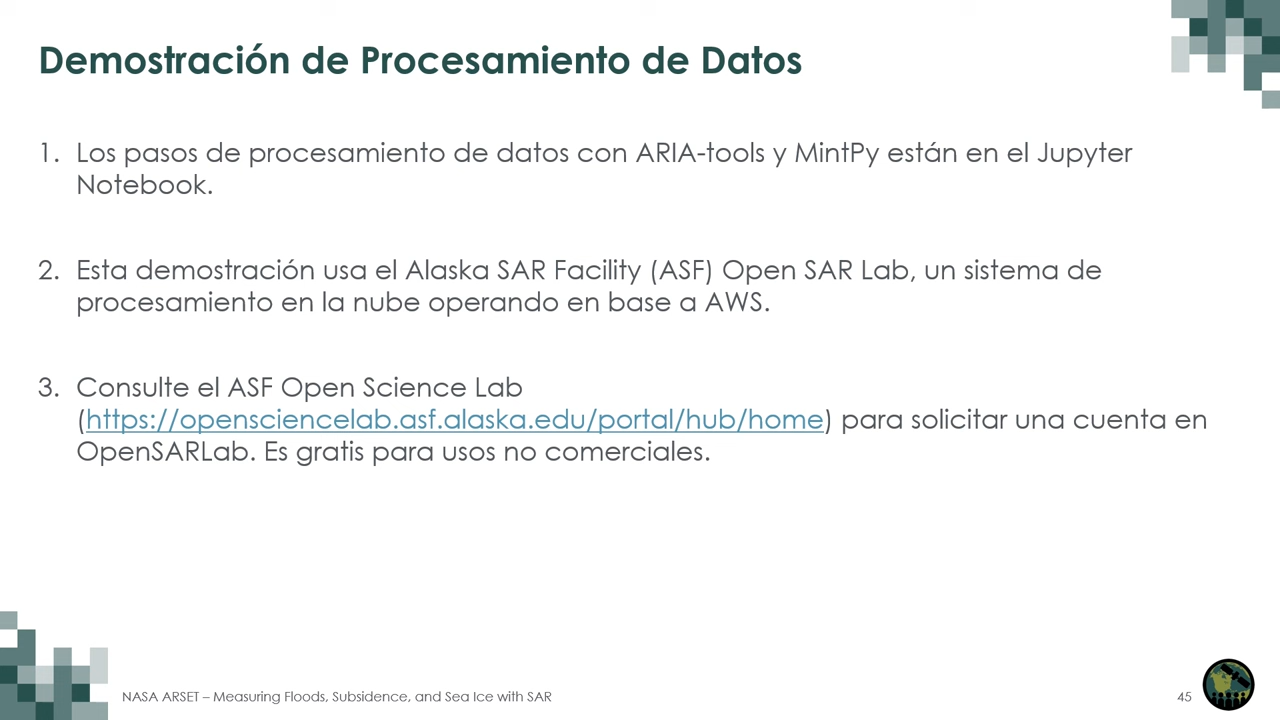 Demostración de Procesamiento de Datos
1. Los pasos de procesamiento de datos con ARIA-tools y MintPy están en el Jupyter
Notebook.
2. Esta demostración usa el Alaska SAR Facility (ASF) Open SAR Lab, un sistema de
procesamiento en la nube operando en base a AWS.
3. Consulte el ASF Open Science Lab
(https://opensciencelab.asf.alaska.edu/portal/hub/home) para solicitar una cuenta en
OpenSARLab. Es gratis para usos no comerciales.
NASA ARSET – Measuring Floods, Subsidence, and Sea Ice with SAR
45